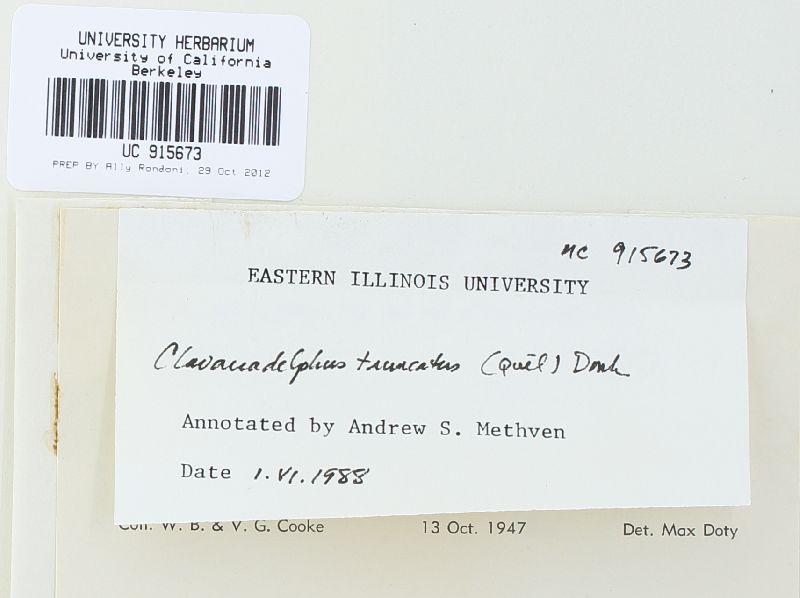 UNIVERSITY HERBARIUM
University of California
Berkeley
UC 915673
PREP BY Ally Rondoni, 29 Oct 2012
UC 915673
EASTERN ILLINOIS UNIVERSITY
Clavariadelphus truncatus (Quél) Donk
Annotated by Andrew S. Methven
Date 1.VI.1988
Coll. W. B. & V. G. Cooke 13 Oct. 1947 Det. Max Doty